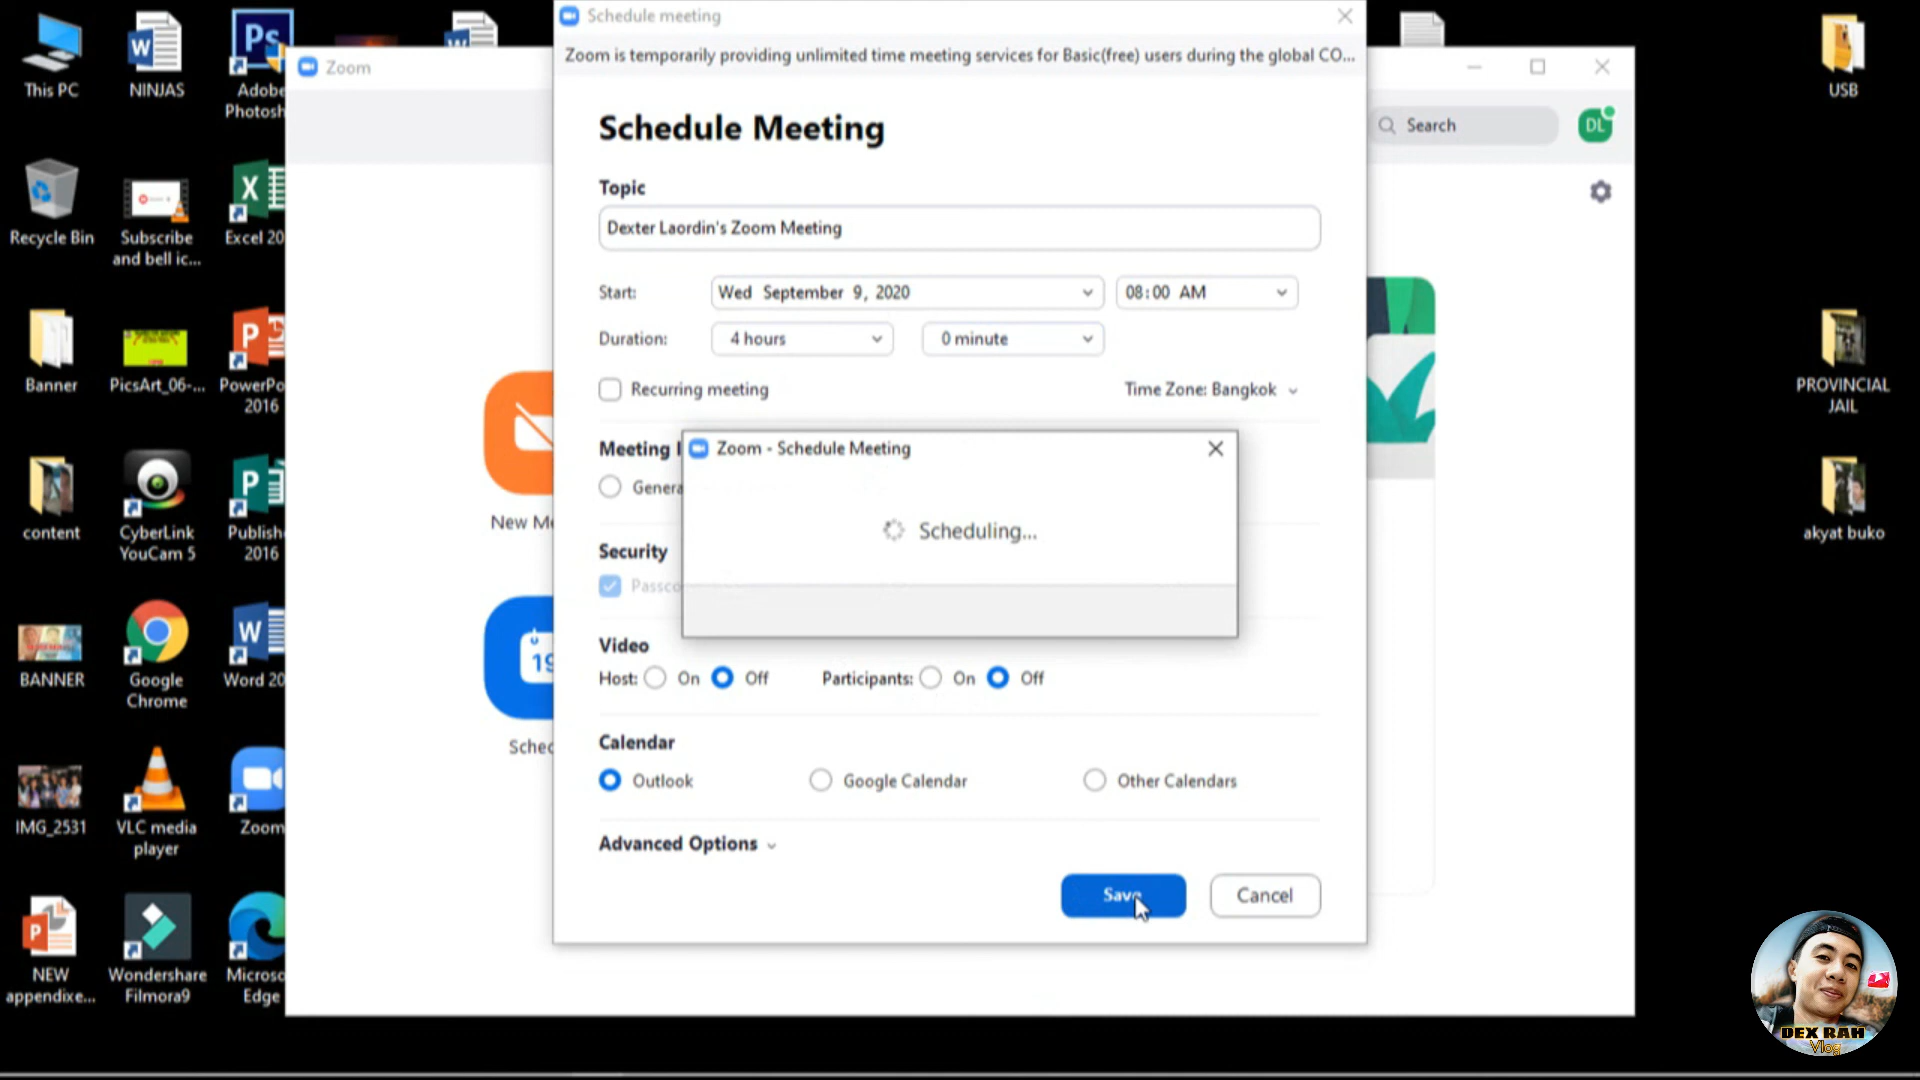 This PC
NINJAS
Ps
Adobe
Photosh
Recycle Bin
Subscribe
and bell ic...
Excel 20
Banner
PicsArt_06-...
PowerPo
2016
content
CyberLink
YouCam 5
Publish
2016
BANNER
Google
Chrome
Word 20
IMG_2531
VLC media
player
Zoom
NEW
appendixe...
Wondershare
Filmora9
Microso
Edge
Zoom
Search
DL
New Me
19
Sched
Schedule meeting
Zoom is temporarily providing unlimited time meeting services for Basic(free) users during the global CO...
Schedule Meeting
Topic
Dexter Laordin's Zoom Meeting
Start:
Wed September 9, 2020
08:00 AM
Duration:
4 hours
0 minute
Recurring meeting
Time Zone: Bangkok
Meeting I
Genera
Zoom - Schedule Meeting
Scheduling...
Security
Passco
Video
Host:
On
Off
Participants:
On
Off
Calendar
Outlook
Google Calendar
Other Calendars
Advanced Options
Save
Cancel
USB
PROVINCIAL
JAIL
akyat buko
DEX RAH
Vlog